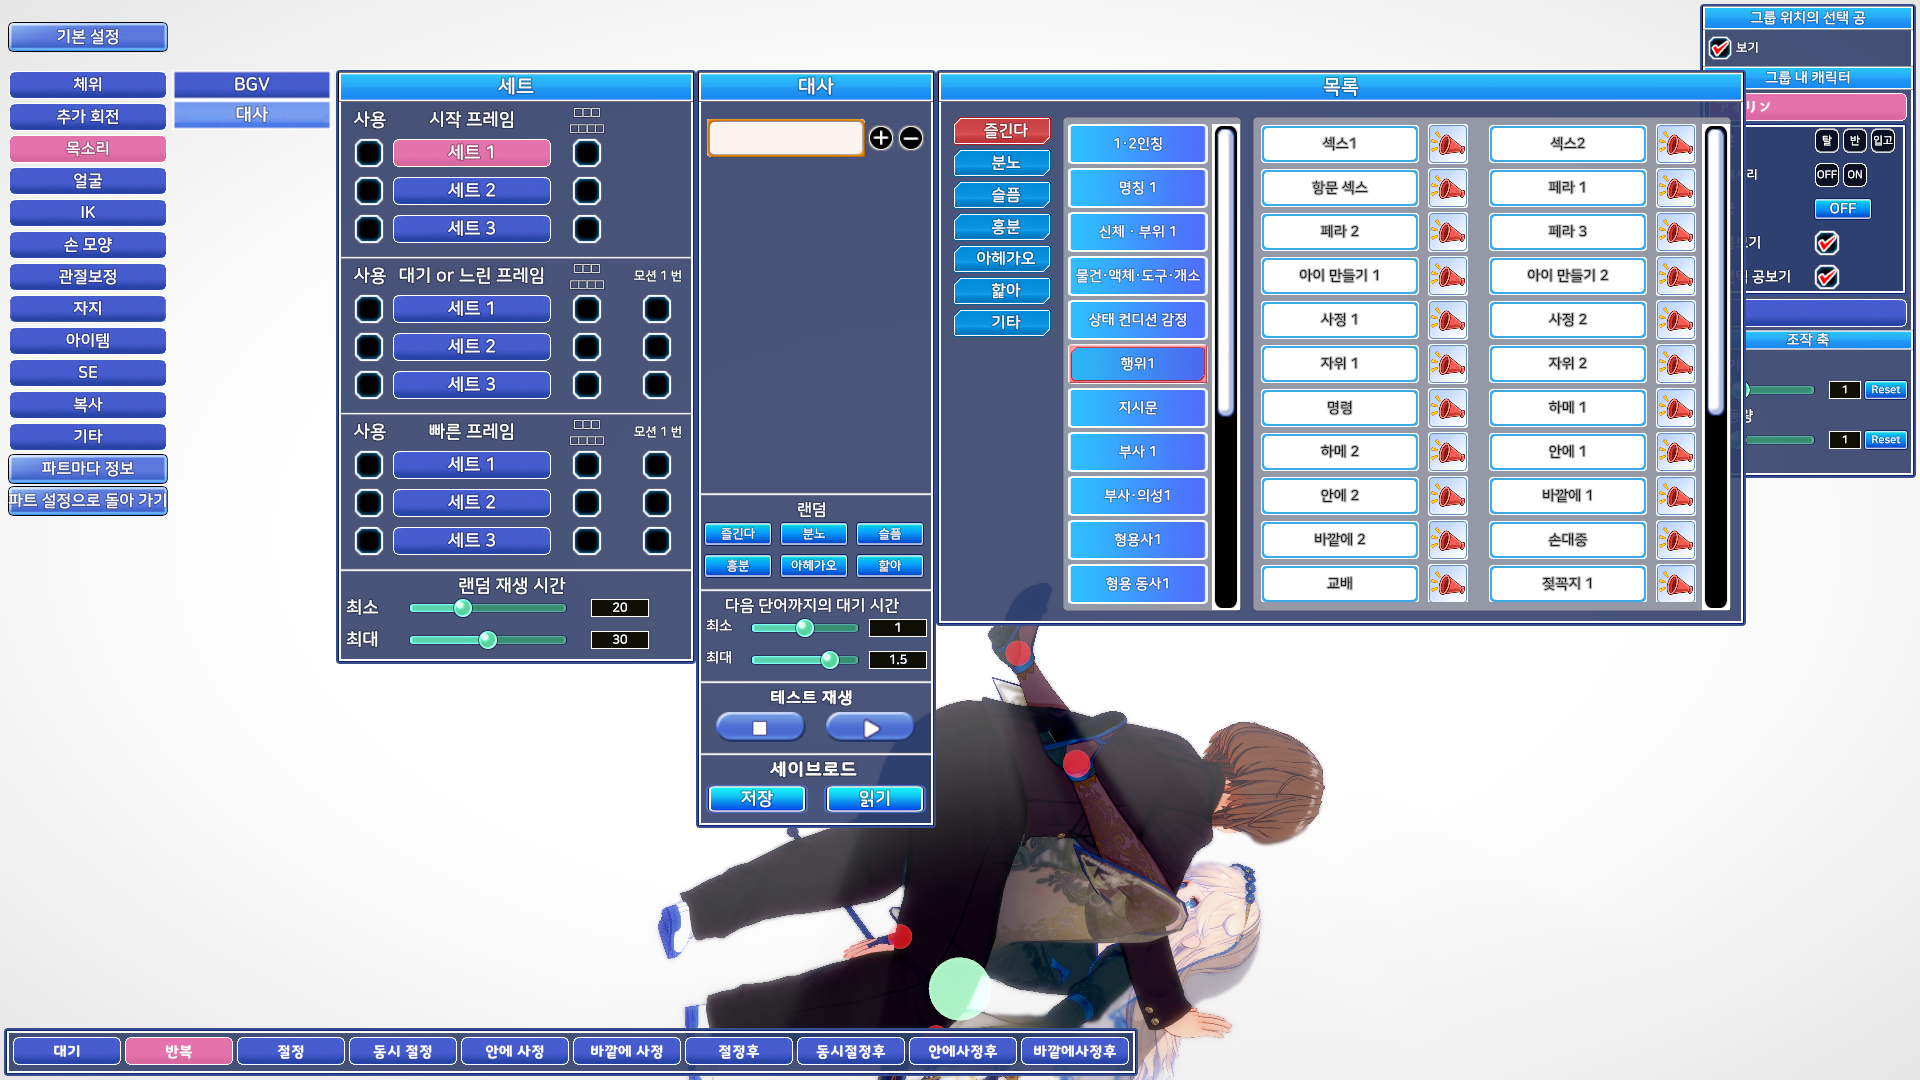 기본 설정
체위
추가 회전
목소리
얼굴
IK
손 모양
관절보정
자지
아이템
SE
복사
기타
파트마다 정보
파트 설정으로 돌아 가기
BGV
대사
세트
사용 시작 프레임
세트 1
세트 2
세트 3
사용 대기 or 느린 프레임 모션 1 번
세트 1
세트 2
세트 3
사용 빠른 프레임 모션 1 번
세트 1
세트 2
세트 3
랜덤 재생 시간
최소 20
최대 30
대사
랜덤
즐긴다 분노 슬픔
흥분 아헤가오 핥아
다음 단어까지의 대기 시간
최소 1
최대 1.5
테스트 재생
세이브로드
저장 읽기
목록
즐긴다
분노
슬픔
흥분
아헤가오
핥아
기타
1·2인칭
명칭 1
신체 · 부위 1
물건·액체·도구·개소
상태 컨디션 감정
행위1
지시문
부사 1
부사·의성1
형용사1
형용 동사1
섹스1 섹스2
항문 섹스 페라 1
페라 2 페라 3
아이 만들기 1 아이 만들기 2
사정 1 사정 2
자위 1 자위 2
명령 하메 1
하메 2 안에 1
안에 2 바깥에 1
바깥에 2 손대중
교배 젖꼭지 1
그룹 위치의 선택 공
보기
그룹 내 캐릭터
リン
탈 반 입고
리 OFF ON
OFF
기
공보기
조작 축
1 Reset
1 Reset
대기 반복 절정 동시 절정 안에 사정 바깥에 사정 절정후 동시절정후 안에사정후 바깥에사정후